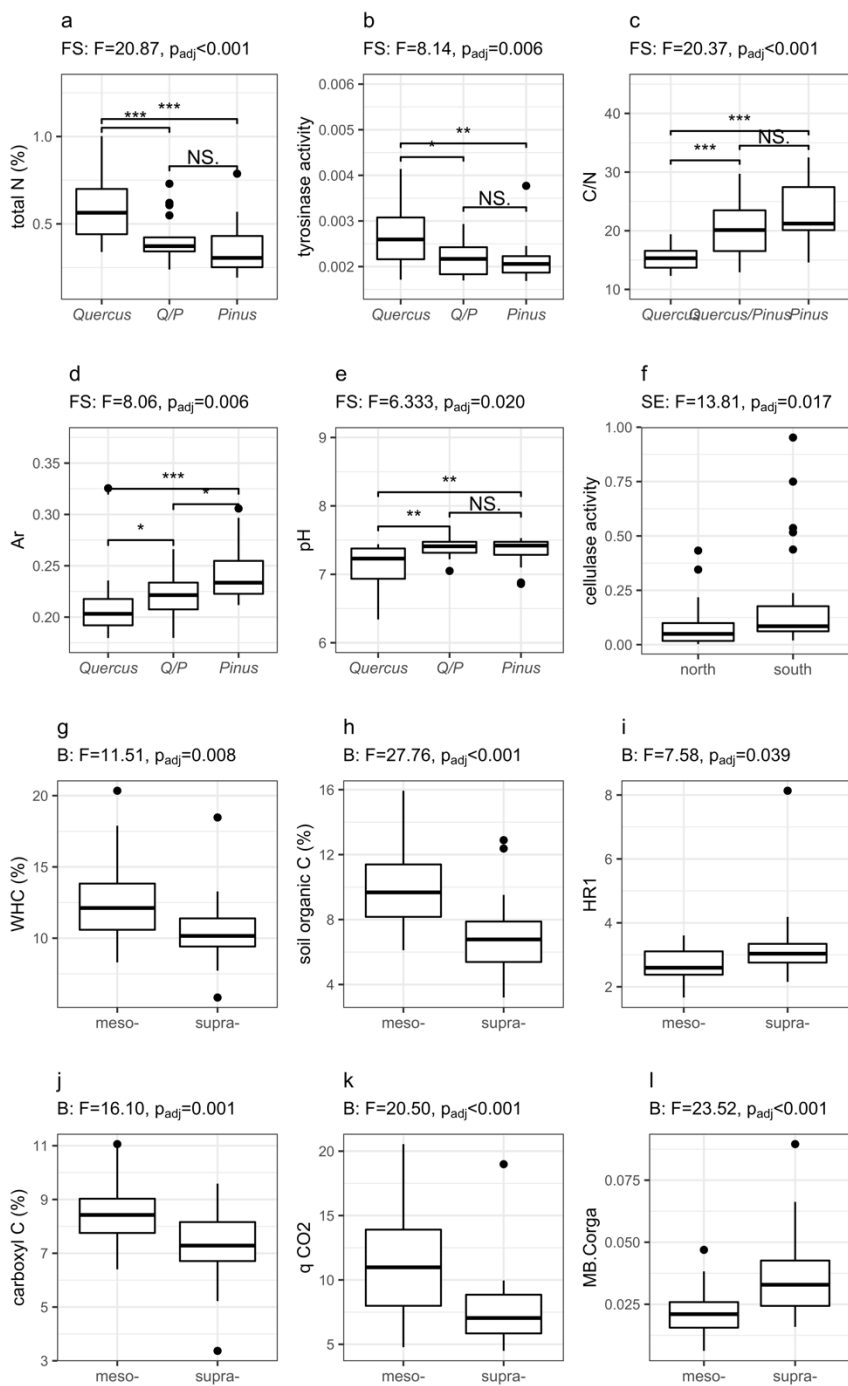 a
FS: F=20.87, padj<0.001
total N (%)
1.0
0.5
***
***
NS.
Quercus Q/P Pinus
b
FS: F=8.14, padj=0.006
tyrosinase activity
0.006
0.005
0.004
0.003
0.002
**
*
NS.
Quercus Q/P Pinus
c
FS: F=20.37, padj<0.001
C/N
40
30
20
10
***
NS.
***
Quercus Quercus/Pinus Pinus
d
FS: F=8.06, padj=0.006
Ar
0.35
0.30
0.25
0.20
***
*
*
Quercus Q/P Pinus
e
FS: F=6.333, padj=0.020
pH
9
8
7
6
**
NS.
**
Quercus Q/P Pinus
f
SE: F=13.81, padj=0.017
cellulase activity
1.00
0.75
0.50
0.25
0.00
north south
g
B: F=11.51, padj=0.008
WHC (%)
20
15
10
meso- supra-
h
B: F=27.76, padj<0.001
soil organic C (%)
16
12
8
4
meso- supra-
i
B: F=7.58, padj=0.039
HR1
8
6
4
2
meso- supra-
j
B: F=16.10, padj=0.001
carboxyl C (%)
11
9
7
5
3
meso- supra-
k
B: F=20.50, padj<0.001
q CO2
20
15
10
5
meso- supra-
l
B: F=23.52, padj<0.001
MB.Corga
0.075
0.050
0.025
meso- supra-